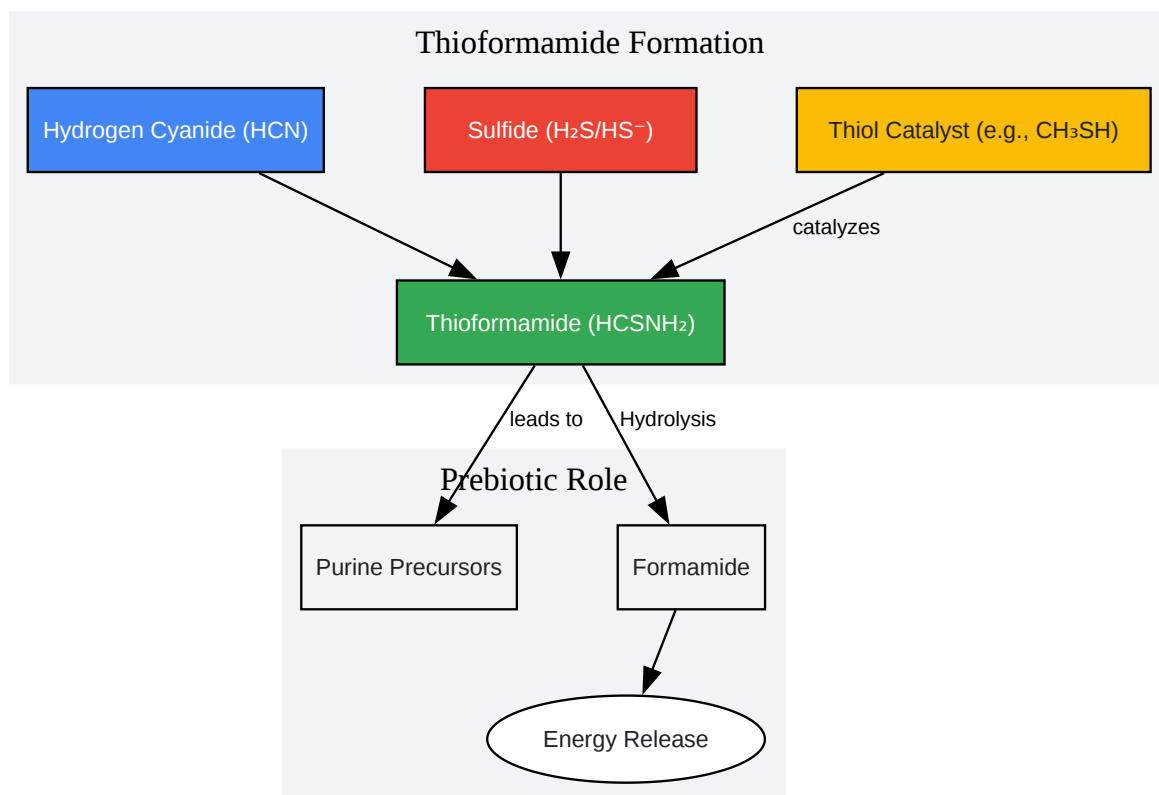 Thioformamide Formation
Hydrogen Cyanide (HCN)
Sulfide (H₂S/HS⁻)
Thiol Catalyst (e.g., CH₃SH)
catalyzes
Thioformamide (HCSNH₂)
leads to
Hydrolysis
Prebiotic Role
Purine Precursors
Formamide
Energy Release